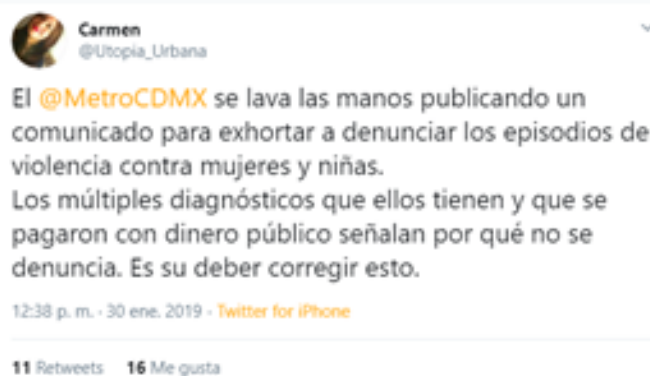 Carmen
@Utopia_Urbana
El @MetroCDMX se lava las manos publicando un
comunicado para exhortar a denunciar los episodios de
violencia contra mujeres y niñas.
Los múltiples diagnósticos que ellos tienen y que se
pagaron con dinero público señalan por qué no se
denuncia. Es su deber corregir esto.
12:38 p. m. · 30 ene. 2019 · Twitter for iPhone
11 Retweets 16 Me gusta